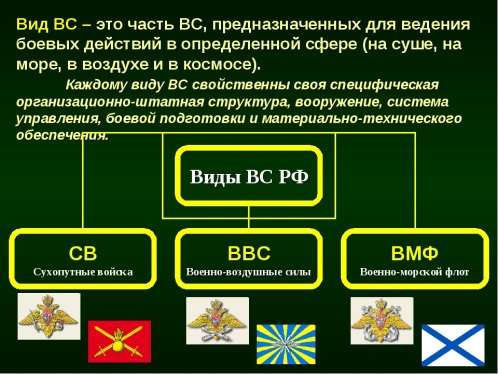 Вид ВС – это часть ВС, предназначенных для ведения
боевых действий в определенной сфере (на суше, на
море, в воздухе и в космосе).
Каждому виду ВС свойственны своя специфическая
организационно-штатная структура, вооружение, система
управления, боевой подготовки и материально-технического
обеспечения.
Виды ВС РФ
СВ
Сухопутные войска
ВВС
Военно-воздушные силы
ВМФ
Военно-морской флот